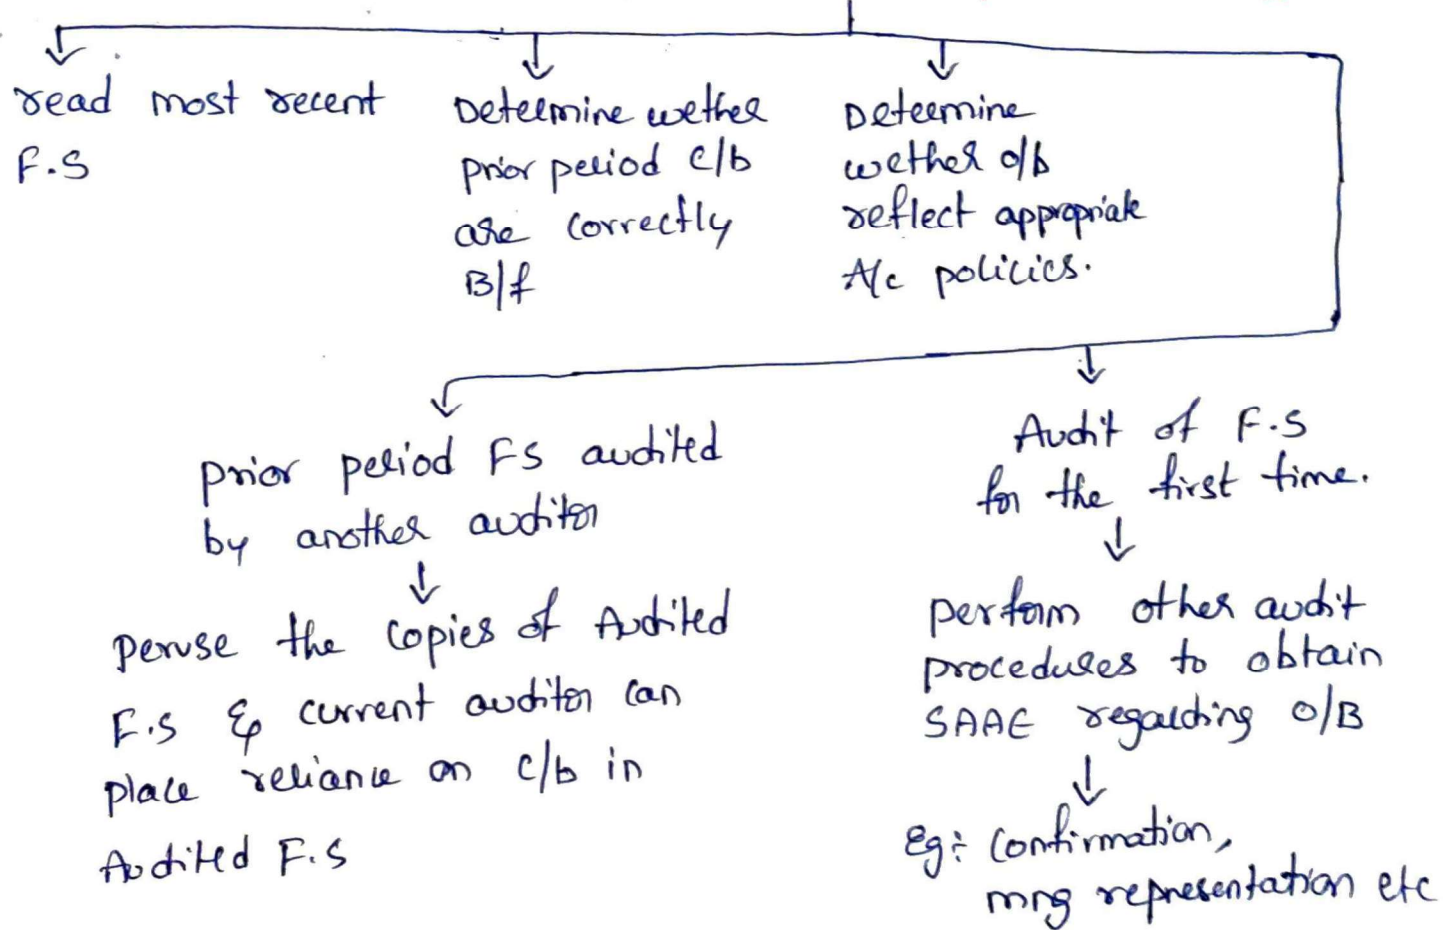 read most recent
F.S
Determine wether
prior period c/b
are correctly
B/f
Determine
wether o/b
reflect appropriate
A/c policies.
prior period FS audited
by another auditor
peruse the copies of Audited
F.S & current auditor can
place reliance on c/b in
Audited F.S
Audit of F.S
for the first time.
perform other audit
procedures to obtain
SAAE regarding O/B
Eg: Confirmation,
mng representation etc